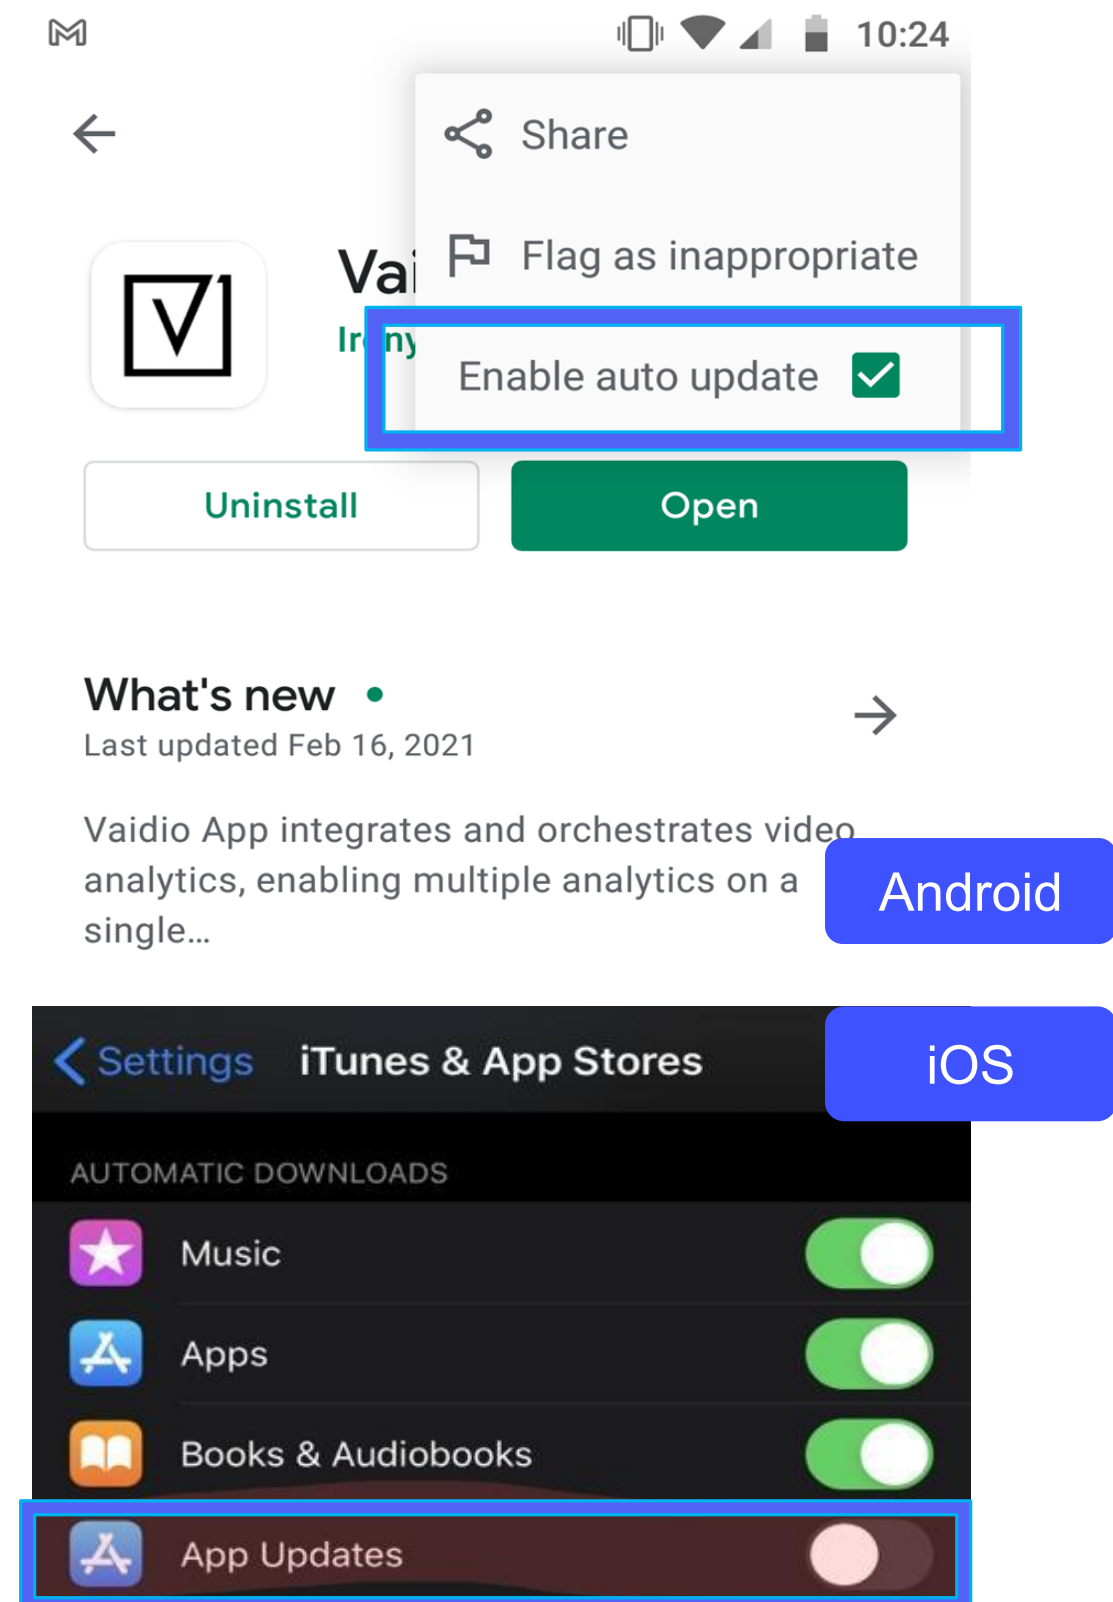 10:24
Share
Flag as inappropriate
Vai
Enable auto update
Uninstall
Open
What's new
Last updated Feb 16, 2021
Vaidio App integrates and orchestrates video
analytics, enabling multiple analytics on a
single...
Android
Settings
iTunes & App Stores
iOS
AUTOMATIC DOWNLOADS
Music
Apps
Books & Audiobooks
App Updates